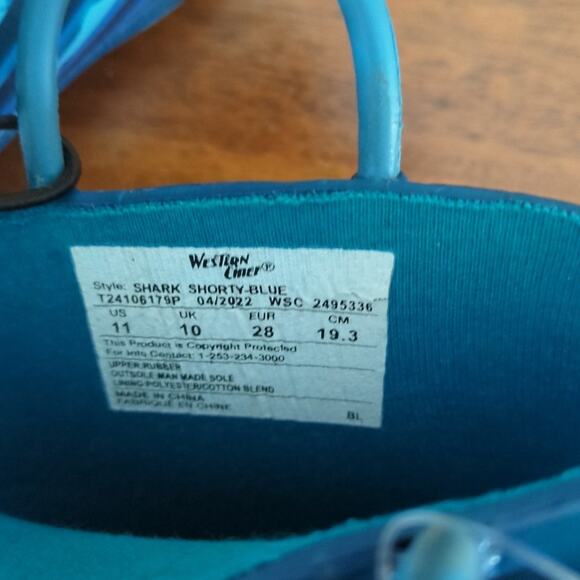 WESTERN
CHIEF®
Style: SHARK SHORTY-BLUE
T24106179P 04/2022 WSC 2495336
US UK EUR CM
11 10 28 19.3
This Product is Copyright Protected
For Info Contact: 1-253-234-3000
UPPER:RUBBER
OUTSOLE:MAN MADE SOLE
LINING:POLYESTER/COTTON BLEND
MADE IN CHINA
FABRIQUÉ EN CHINE
BL